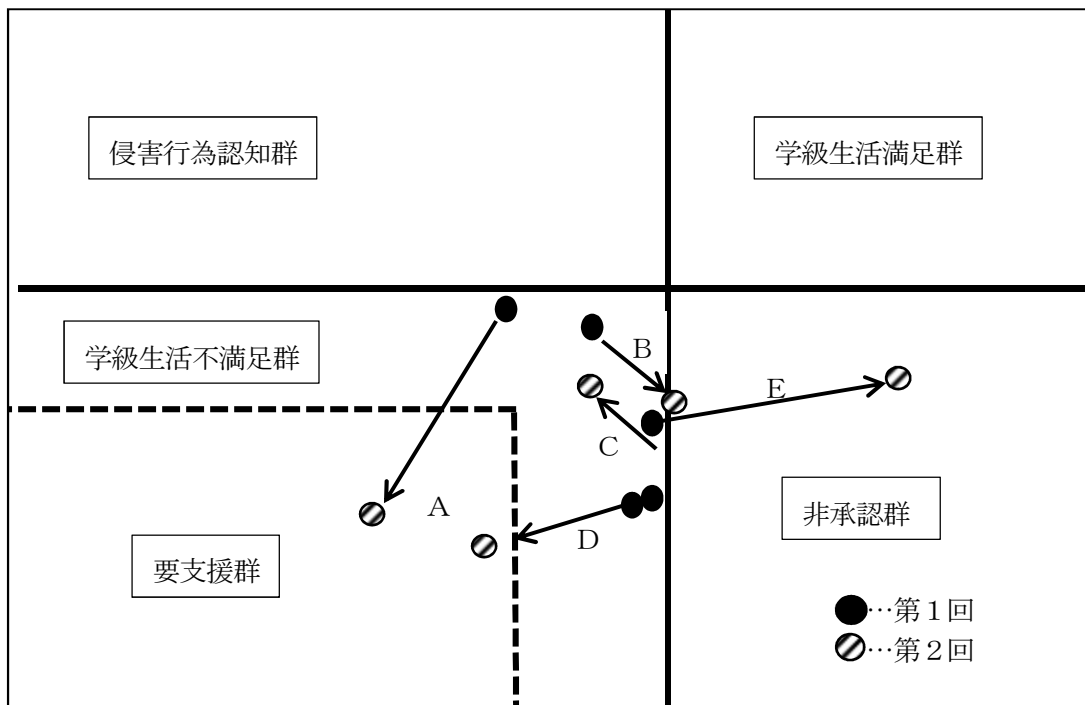 侵害行為認知群
学級生活満足群
学級生活不満足群
B
E
C
A
非承認群
D
要支援群
●…第１回
…第２回